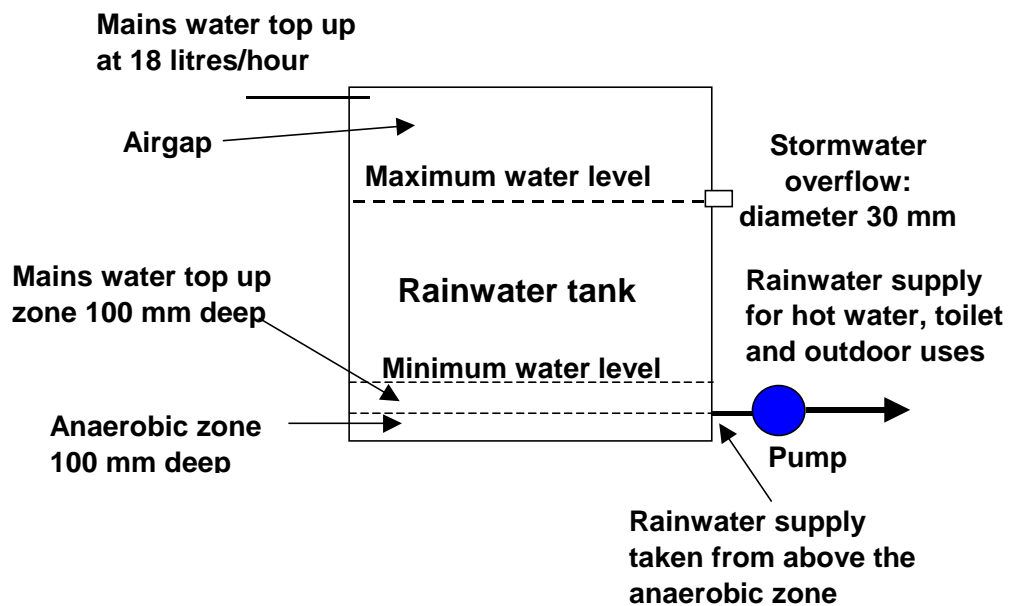 Mains water top up
at 18 litres/hour
Airgap
Maximum water level
Stormwater
overflow:
diameter 30 mm
Mains water top up
zone 100 mm deep
Rainwater tank
Rainwater supply
for hot water, toilet
and outdoor uses
Minimum water level
Anaerobic zone
100 mm deep
Pump
Rainwater supply
taken from above the
anaerobic zone